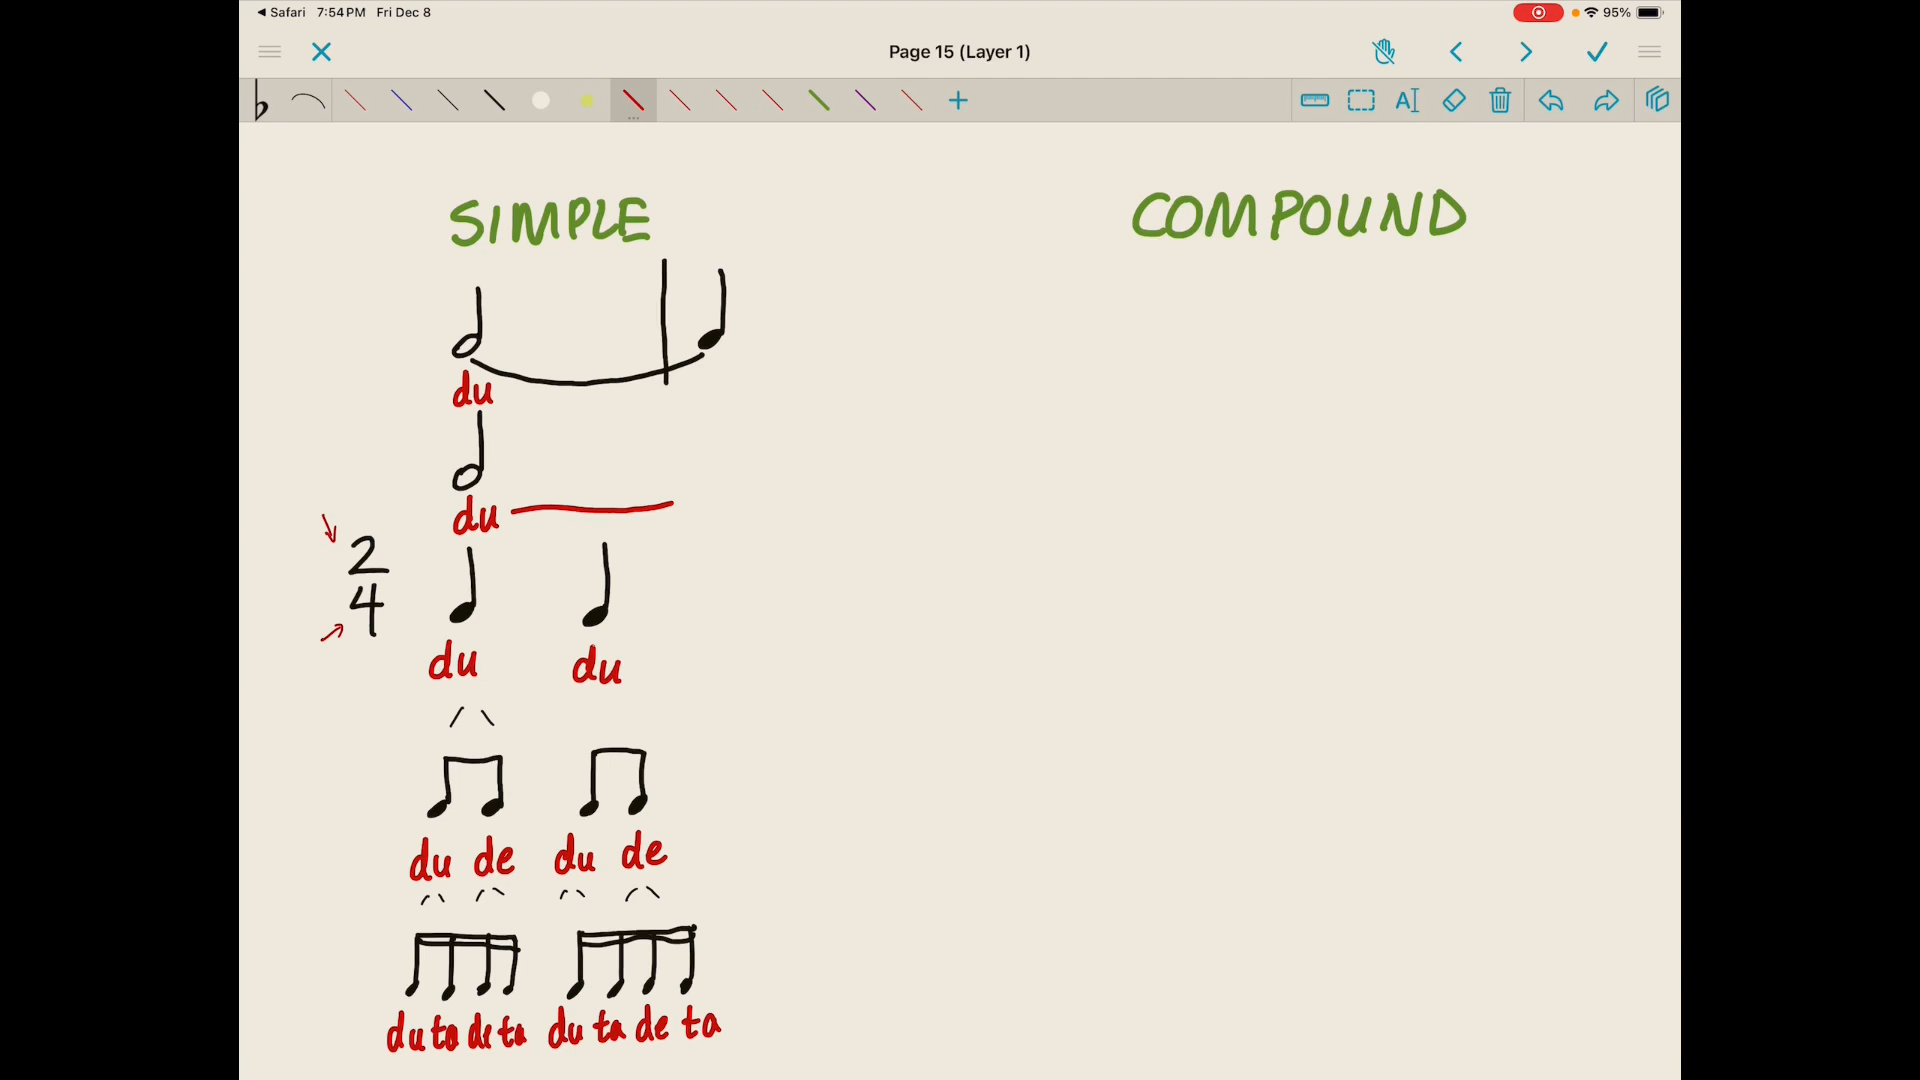 Safari 7:54 PM Fri Dec 8 95%
Page 15 (Layer 1)
AI
SIMPLE COMPOUND
du
du
2
4
du du
du de du de
du ta de ta du ta de ta